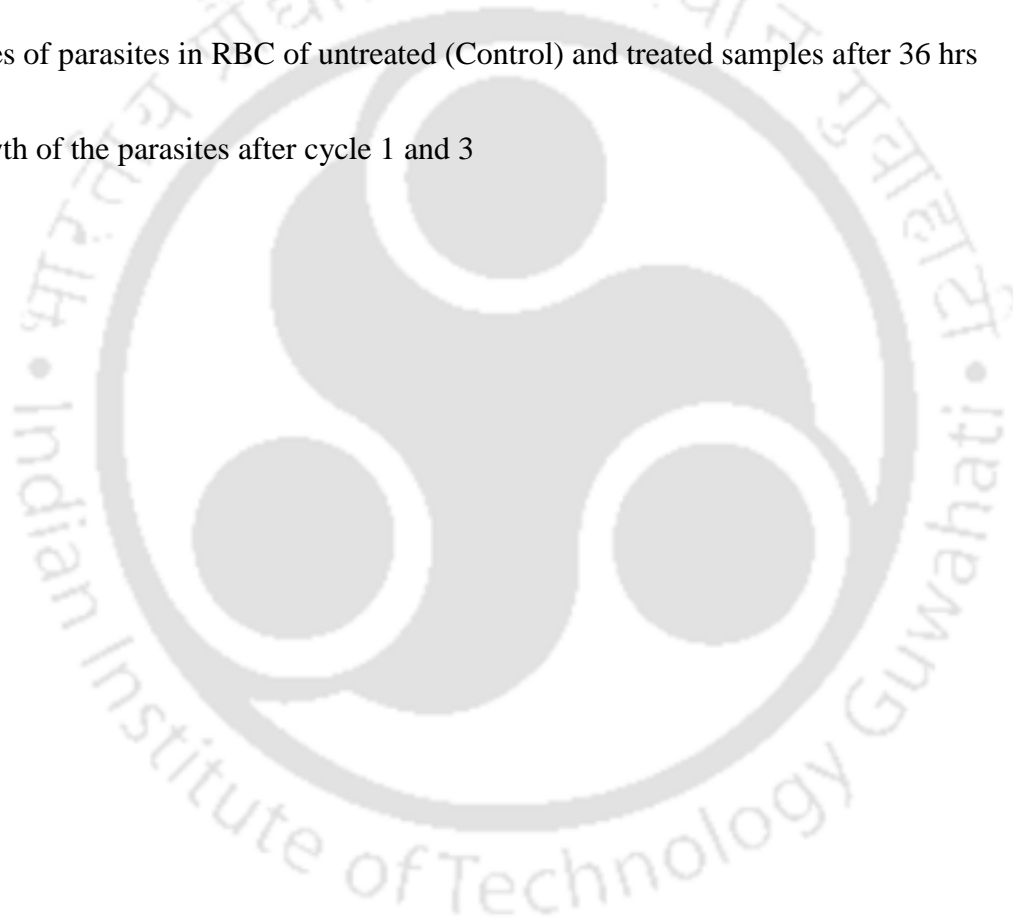 es of parasites in RBC of untreated (Control) and treated samples after 36 hrs
th of the parasites after cycle 1 and 3
Indian Institute of Technology Guwahati